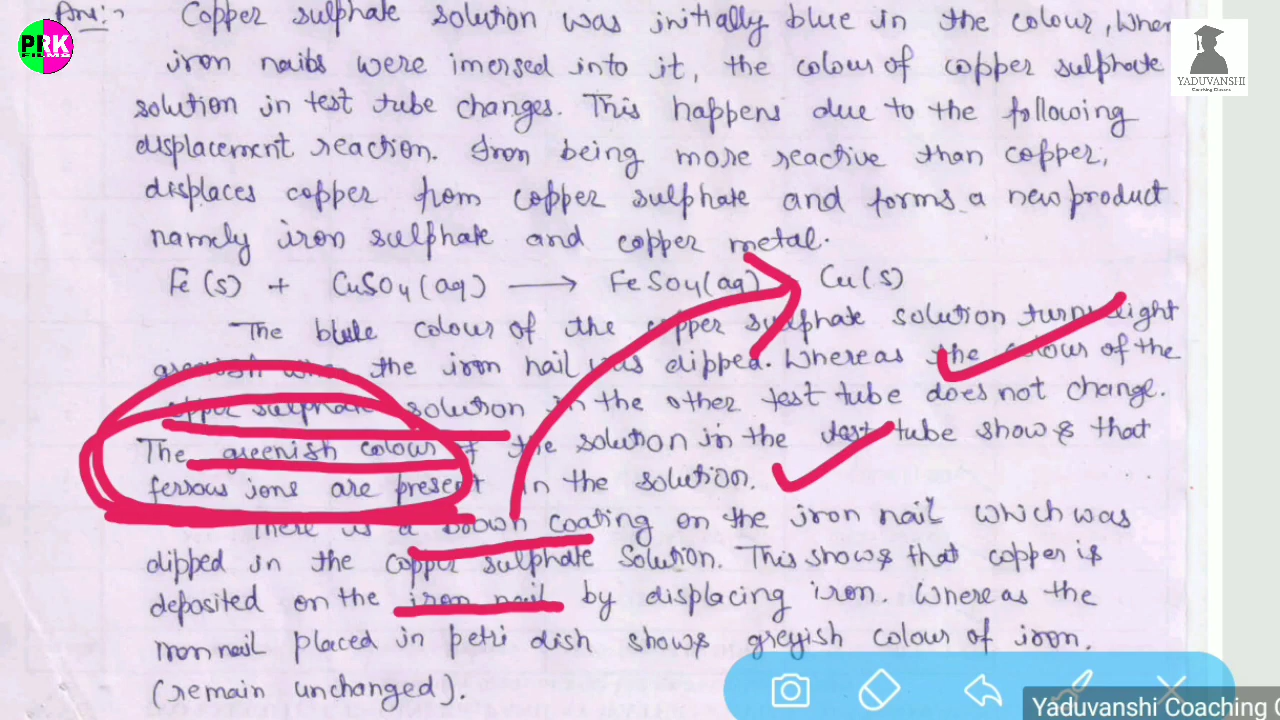 Ans:- Copper sulphate solution was initially blue in the colour, When
iron nails were imersed into it, the colour of copper sulphate
solution in test tube changes. This happens due to the following
displacement reaction. Iron being more reactive than copper,
displaces copper from copper sulphate and forms a new product
namely iron sulphate and copper metal.
Fe (s) + CuSO4 (aq) ⟶ FeSO4 (aq) Cu (s)
The blue colour of the copper sulphate solution turns light
greenish when the iron nail was dipped. Whereas the colour of the
copper sulphate solution in the other test tube does not change.
The greenish colour of the solution in the test tube shows that
ferrous ions are present in the solution.
There is a brown coating on the iron nail which was
dipped in the copper sulphate solution. This shows that copper is
deposited on the iron nail by displacing iron. Whereas the
iron nail placed in petri dish shows greyish colour of iron.
(remain unchanged).
PRK
FILMS
YADUVANSHI
Coaching Classes
Yaduvanshi Coaching C